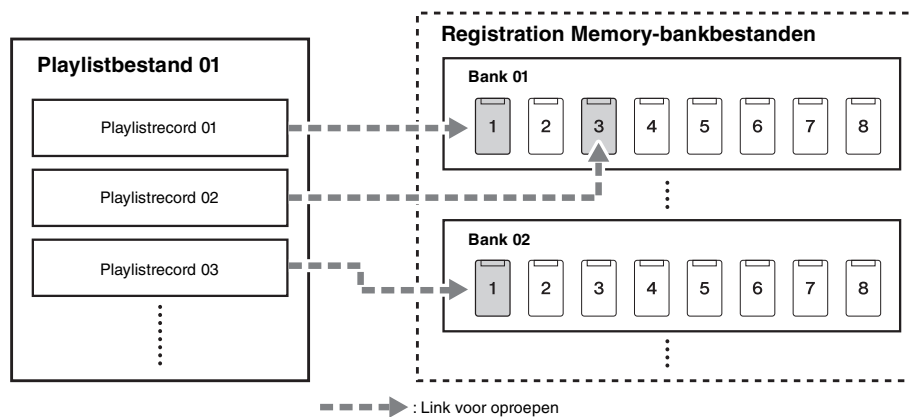 Playlistbestand 01
Playlistrecord 01
Playlistrecord 02
Playlistrecord 03
Registration Memory-bankbestanden
Bank 01
1 2 3 4 5 6 7 8
Bank 02
1 2 3 4 5 6 7 8
: Link voor oproepen